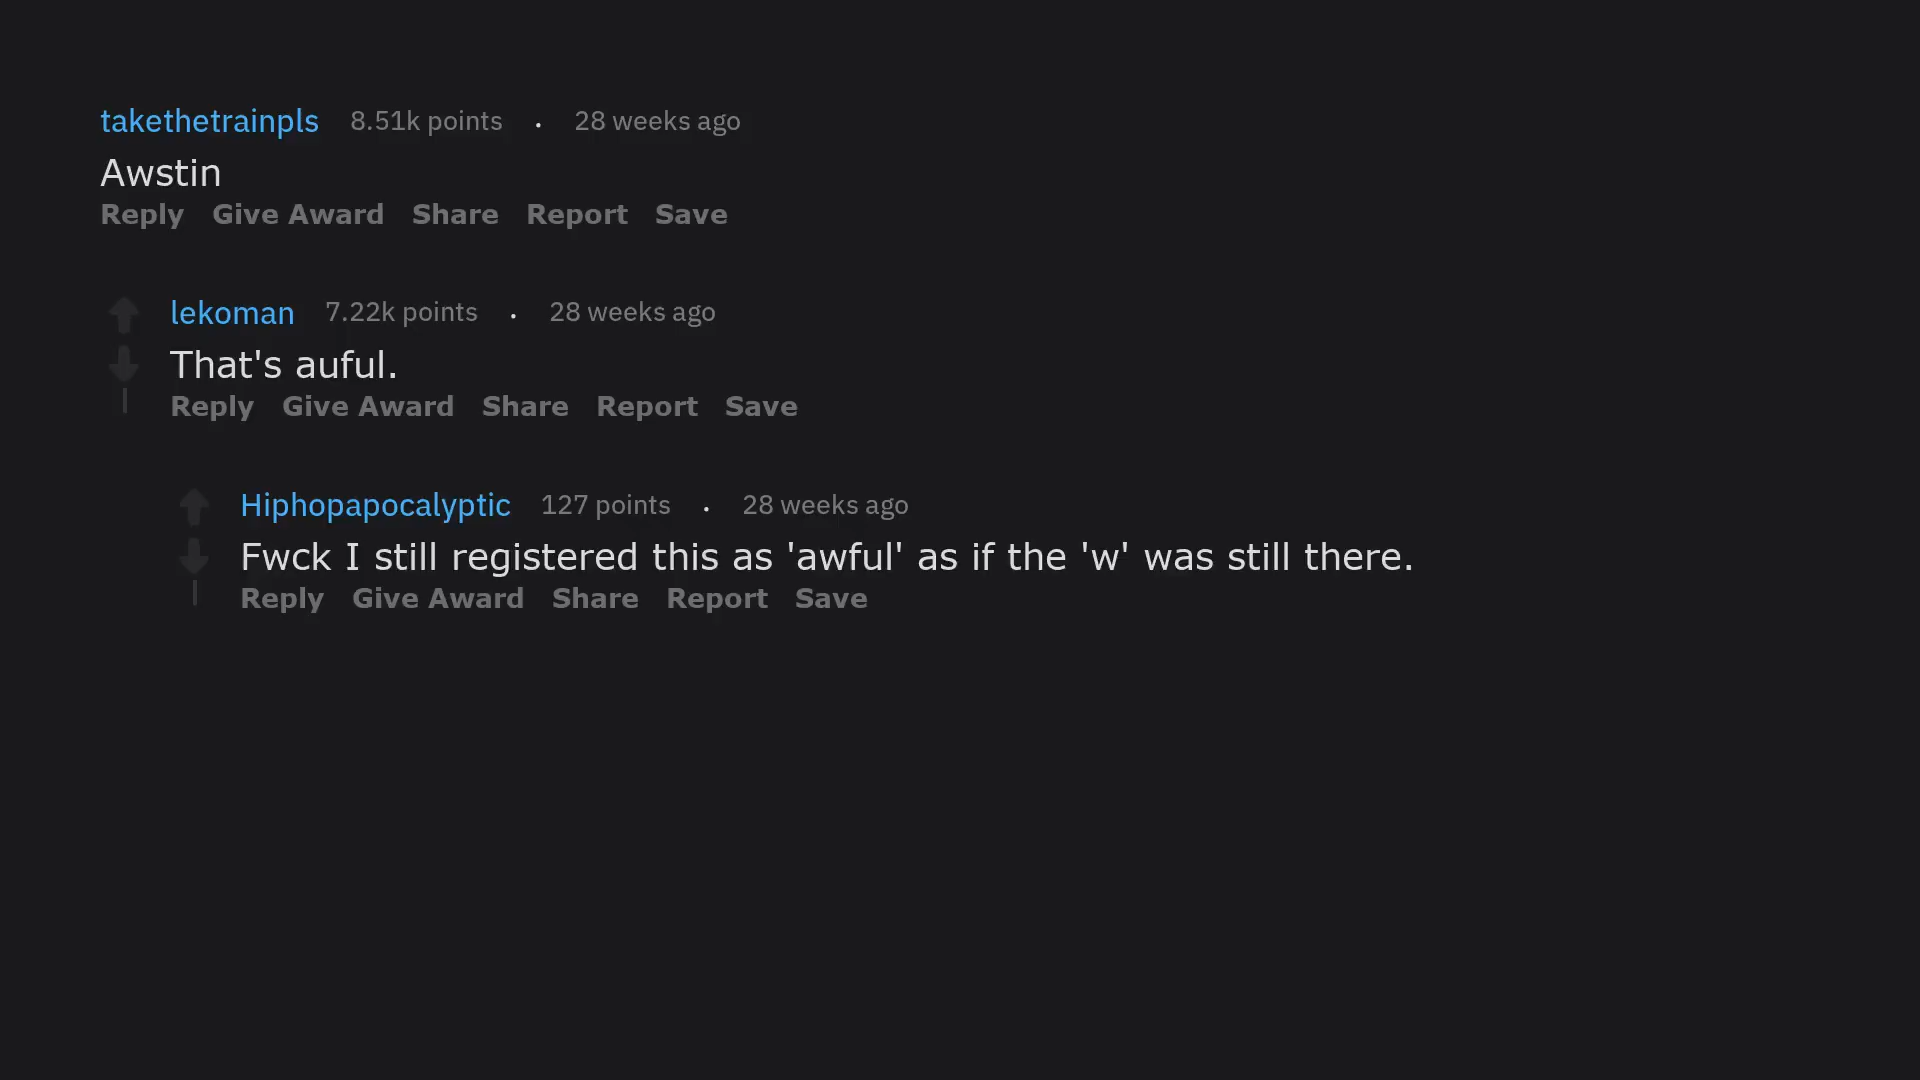 takethetrainpls 8.51k points . 28 weeks ago
Awstin
Reply Give Award Share Report Save
lekoman 7.22k points . 28 weeks ago
That's auful.
Reply Give Award Share Report Save
Hiphopapocalyptic 127 points . 28 weeks ago
Fwck I still registered this as 'awful' as if the 'w' was still there.
Reply Give Award Share Report Save